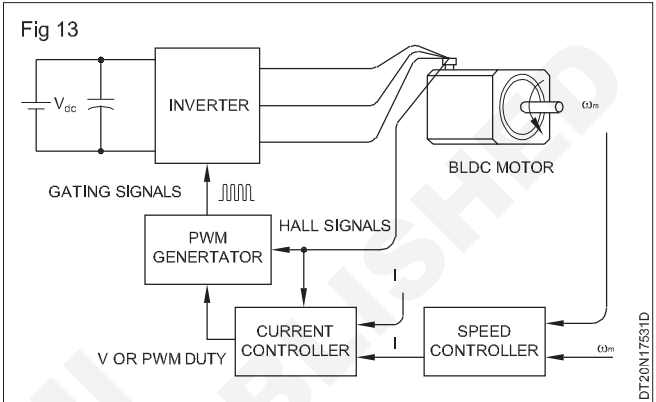 Fig 13
Vdc
INVERTER
ωm
BLDC MOTOR
GATING SIGNALS
HALL SIGNALS
PWM
GENERTATOR
I
CURRENT
CONTROLLER
I
SPEED
CONTROLLER
ωm
V OR PWM DUTY
DT20N17531D